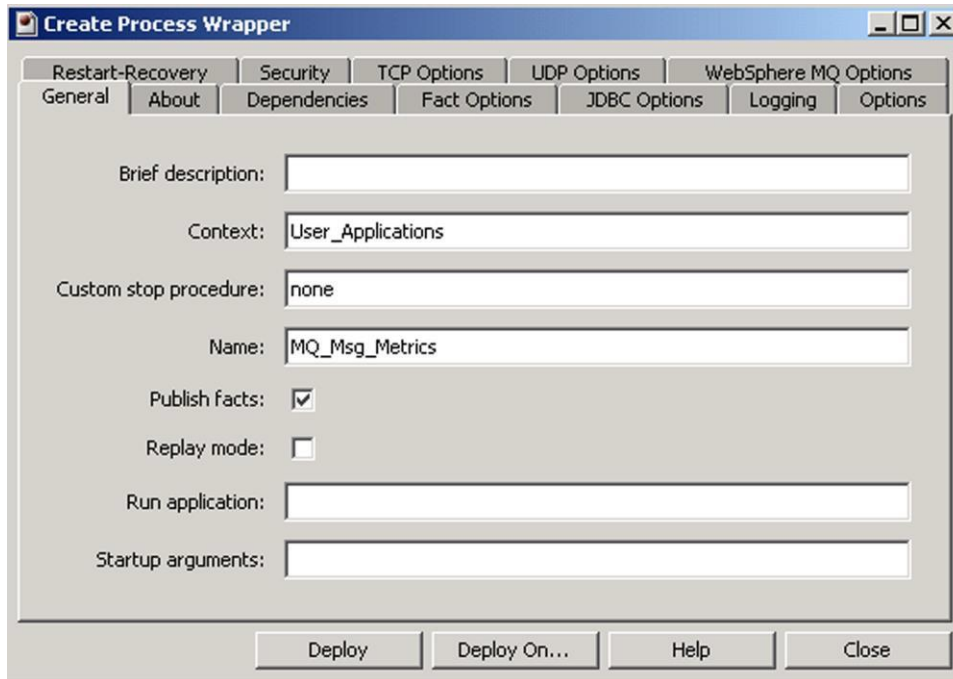 Create Process Wrapper
Restart-Recovery Security TCP Options UDP Options WebSphere MQ Options
General About Dependencies Fact Options JDBC Options Logging Options
Brief description:
Context: User_Applications
Custom stop procedure: none
Name: MQ_Msg_Metrics
Publish facts:
Replay mode:
Run application:
Startup arguments:
Deploy Deploy On... Help Close